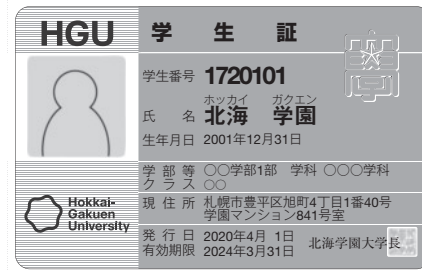 HGU 学生証
学生番号 1720101
ホッカイ ガクエン
氏名 北海 学園
生年月日 2001年12月31日
学部等 〇〇学部1部 学科 〇〇〇学科
クラス 〇〇
Hokkai-
Gakuen
University
現住所 札幌市豊平区旭町4丁目1番40号
学園マンション841号室
発行日 2020年4月 1日
有効期限 2024年3月31日
北海学園大学長